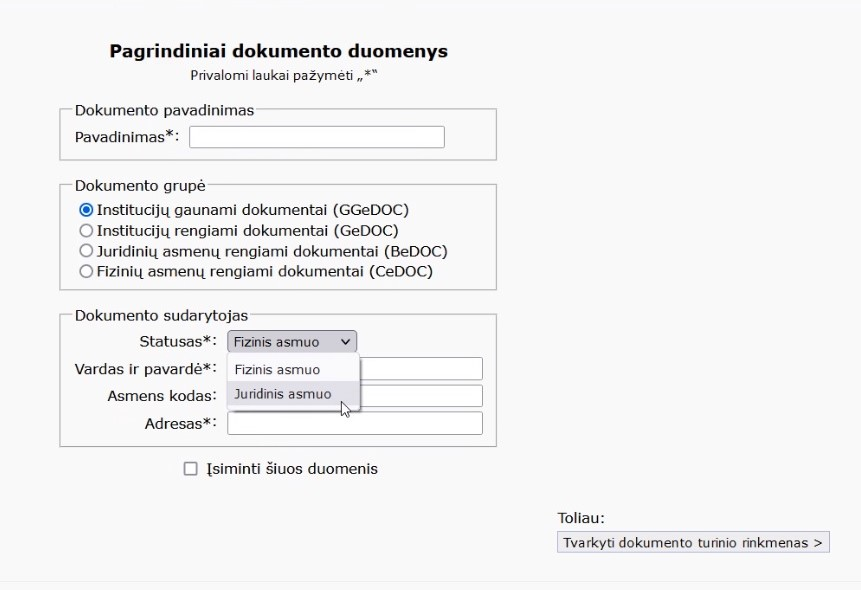 Pagrindiniai dokumento duomenys
Privalomi laukai pažymėti „*“
Dokumento pavadinimas
Pavadinimas*:
Dokumento grupė
Institucijų gaunami dokumentai (GGeDOC)
Institucijų rengiami dokumentai (GeDOC)
Juridinių asmenų rengiami dokumentai (BeDOC)
Fizinių asmenų rengiami dokumentai (CeDOC)
Dokumento sudarytojas
Statusas*: Fizinis asmuo
Vardas ir pavardė*: Fizinis asmuo
Asmens kodas: Juridinis asmuo
Adresas*:
Įsiminti šiuos duomenis
Toliau:
Tvarkyti dokumento turinio rinkmenas >